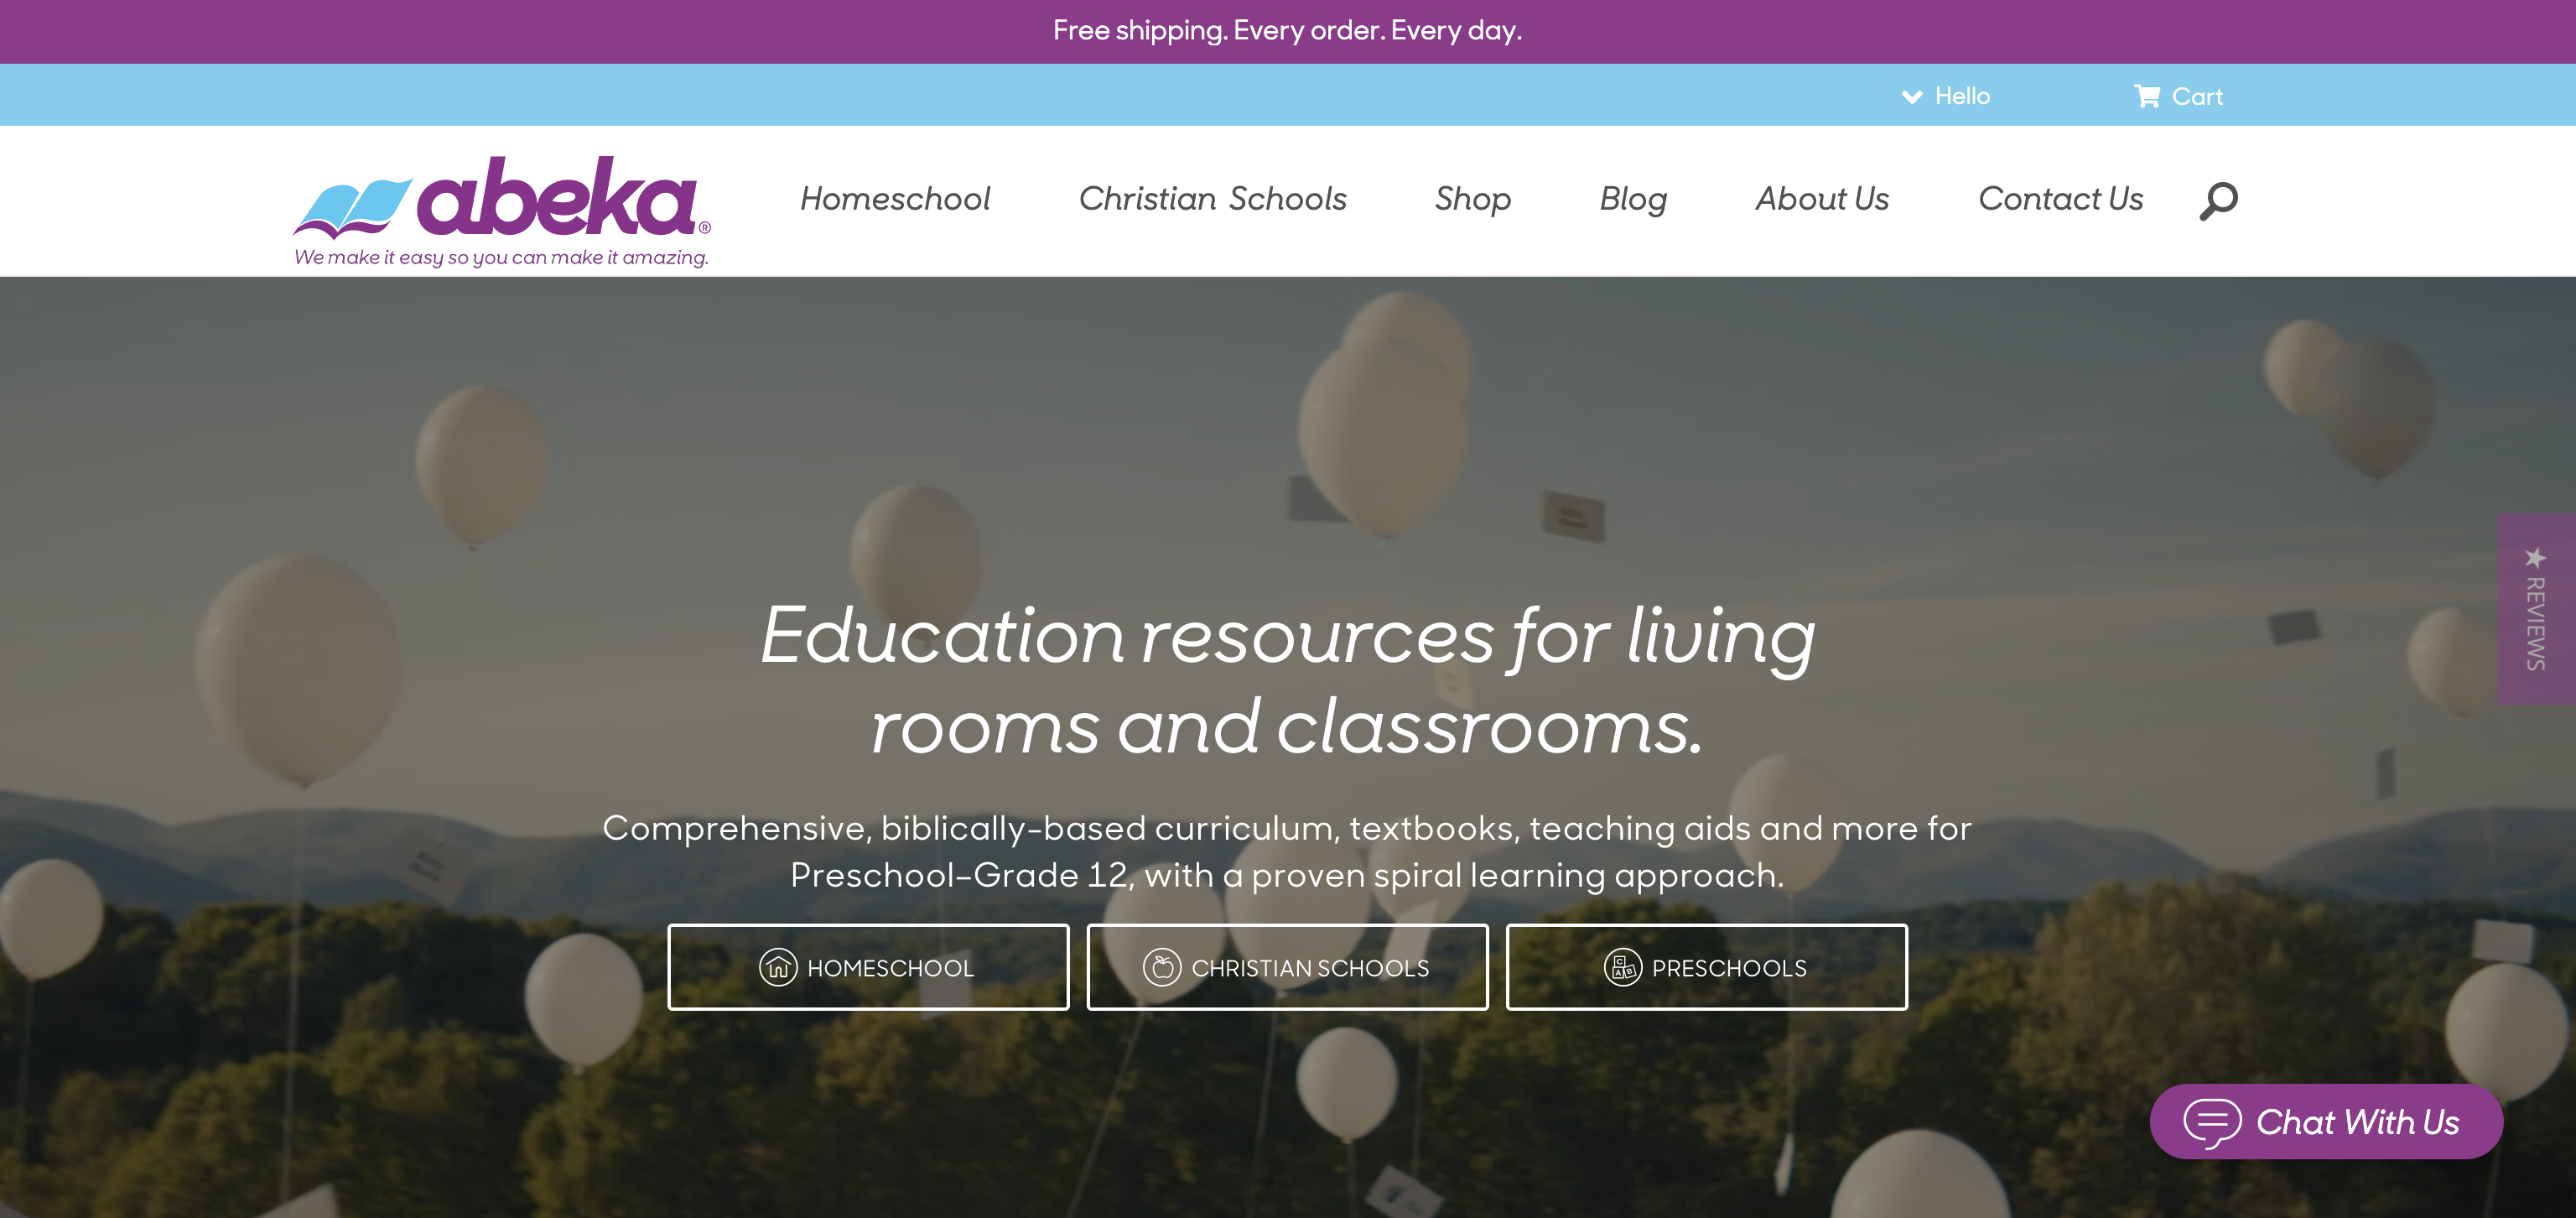 Free shipping. Every order. Every day.
Hello
Cart
abeka®
We make it easy so you can make it amazing.
Homeschool
Christian Schools
Shop
Blog
About Us
Contact Us
★ REVIEWS
Education resources for living
rooms and classrooms.
Comprehensive, biblically-based curriculum, textbooks, teaching aids and more for
Preschool–Grade 12, with a proven spiral learning approach.
HOMESCHOOL
CHRISTIAN SCHOOLS
PRESCHOOLS
Chat With Us